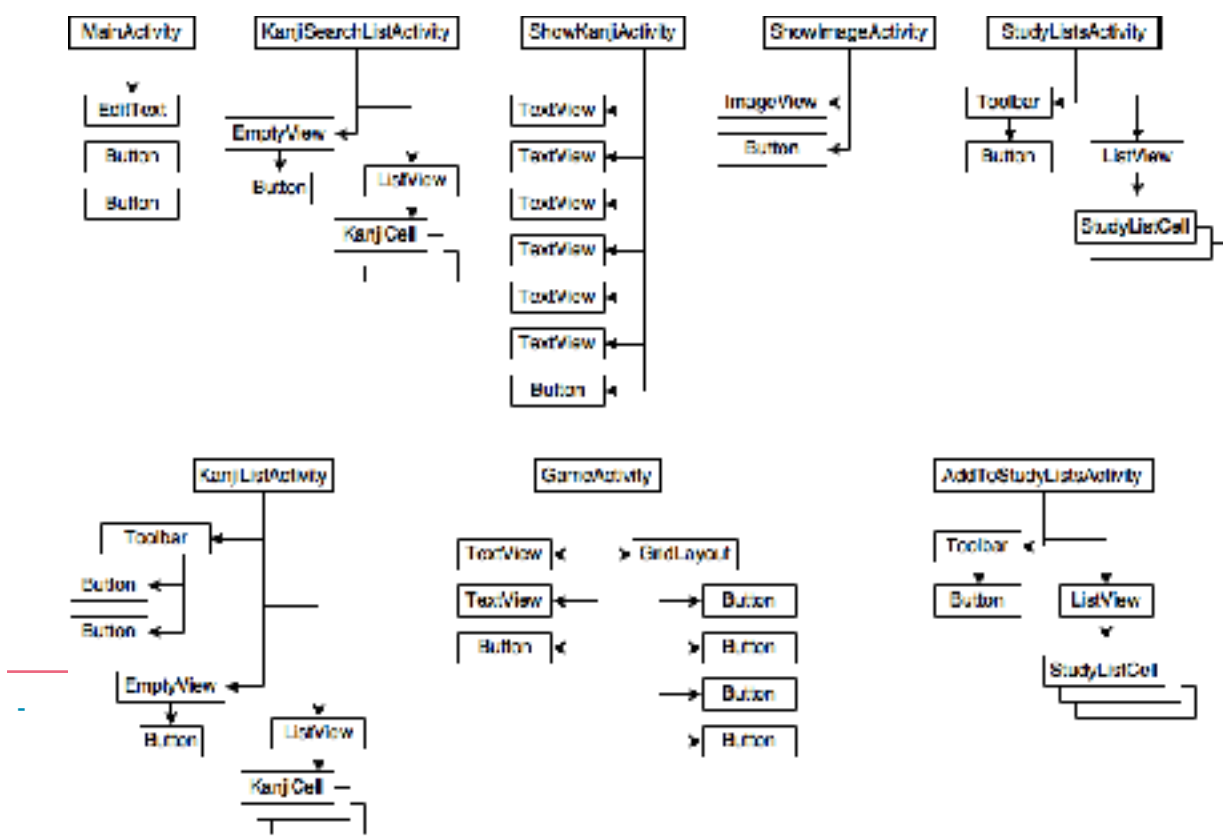 MainActivity
KanjiSearchListActivity
ShowKanjiActivity
ShowImageActivity
StudyListsActivity
EditText
Button
Button
EmptyView
Button
ListView
KanjiCell
TextView
TextView
TextView
TextView
TextView
TextView
Button
ImageView
Button
Toolbar
Button
ListView
StudyListCell
KanjiListActivity
GameActivity
AddToStudyListsActivity
Toolbar
Button
Button
EmptyView
Button
ListView
KanjiCell
TextView
TextView
Button
GridLayout
Button
Button
Button
Button
Toolbar
Button
ListView
StudyListCell